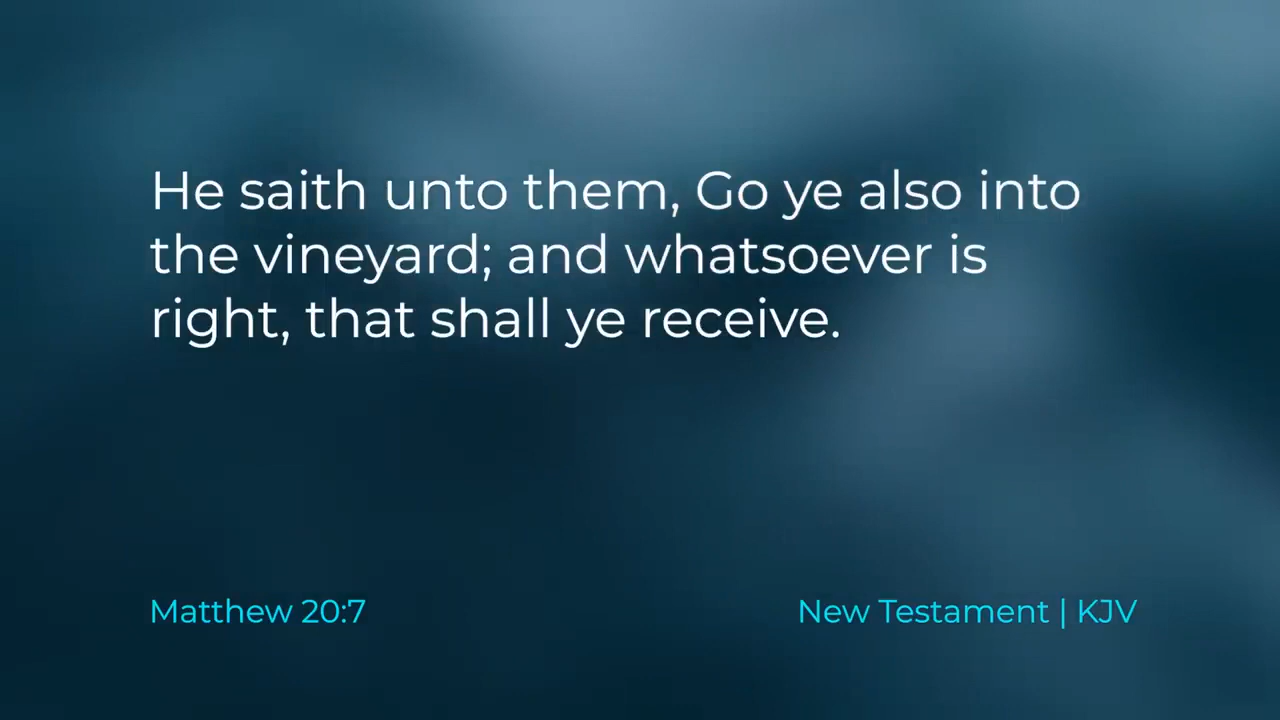 He saith unto them, Go ye also into
the vineyard; and whatsoever is
right, that shall ye receive.
Matthew 20:7
New Testament | KJV